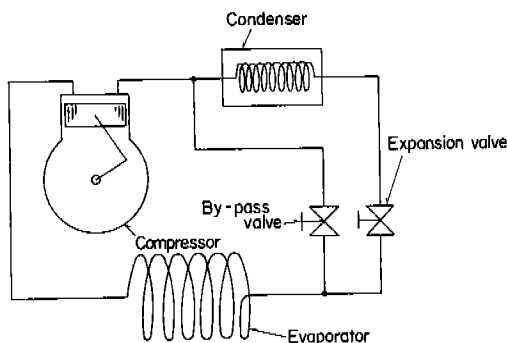 Condenser
Expansion valve
By-pass
valve
Compressor
Evaporator